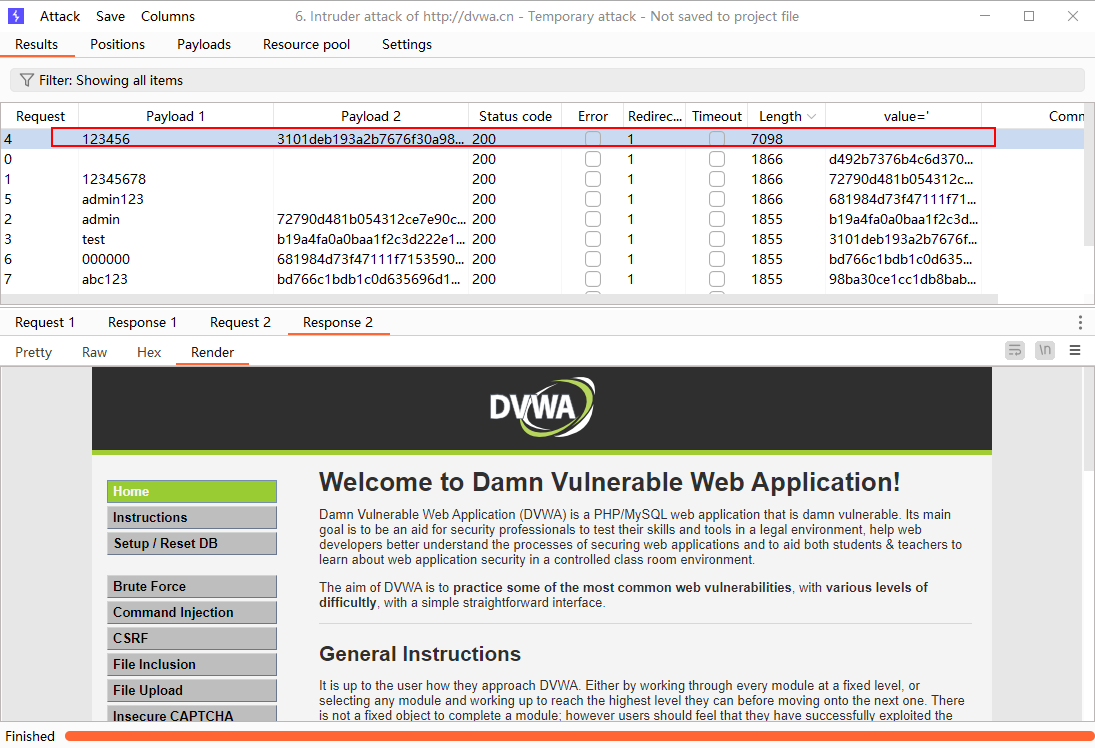 Attack Save Columns 6. Intruder attack of http://dvwa.cn - Temporary attack - Not saved to project file
Results Positions Payloads Resource pool Settings
Filter: Showing all items
Request Payload 1 Payload 2 Status code Error Redirec... Timeout Length value=' Comm
4 123456 3101deb193a2b7676f30a98... 200 1 7098
0 200 1 1866 d492b7376b4c6d370...
1 12345678 200 1 1866 72790d481b054312c...
5 admin123 200 1 1866 681984d73f47111f71...
2 admin 72790d481b054312ce7e90c... 200 1 1855 b19a4fa0a0baa1f2c3d...
3 test b19a4fa0a0baa1f2c3d222e1... 200 1 1855 3101deb193a2b7676f...
6 000000 681984d73f47111f7153590... 200 1 1855 bd766c1bdb1c0d635...
7 abc123 bd766c1bdb1c0d635696d1... 200 1 1855 98ba30ce1cc1db8bab...
Request 1 Response 1 Request 2 Response 2
Pretty Raw Hex Render \n
DVWA
Home
Instructions
Setup / Reset DB
Brute Force
Command Injection
CSRF
File Inclusion
File Upload
Insecure CAPTCHA
Welcome to Damn Vulnerable Web Application!
Damn Vulnerable Web Application (DVWA) is a PHP/MySQL web application that is damn vulnerable. Its main
goal is to be an aid for security professionals to test their skills and tools in a legal environment, help web
developers better understand the processes of securing web applications and to aid both students & teachers to
learn about web application security in a controlled class room environment.
The aim of DVWA is to practice some of the most common web vulnerabilities, with various levels of
difficultly, with a simple straightforward interface.
General Instructions
It is up to the user how they approach DVWA. Either by working through every module at a fixed level, or
selecting any module and working up to reach the highest level they can before moving onto the next one. There
is not a fixed object to complete a module; however users should feel that they have successfully exploited the
Finished